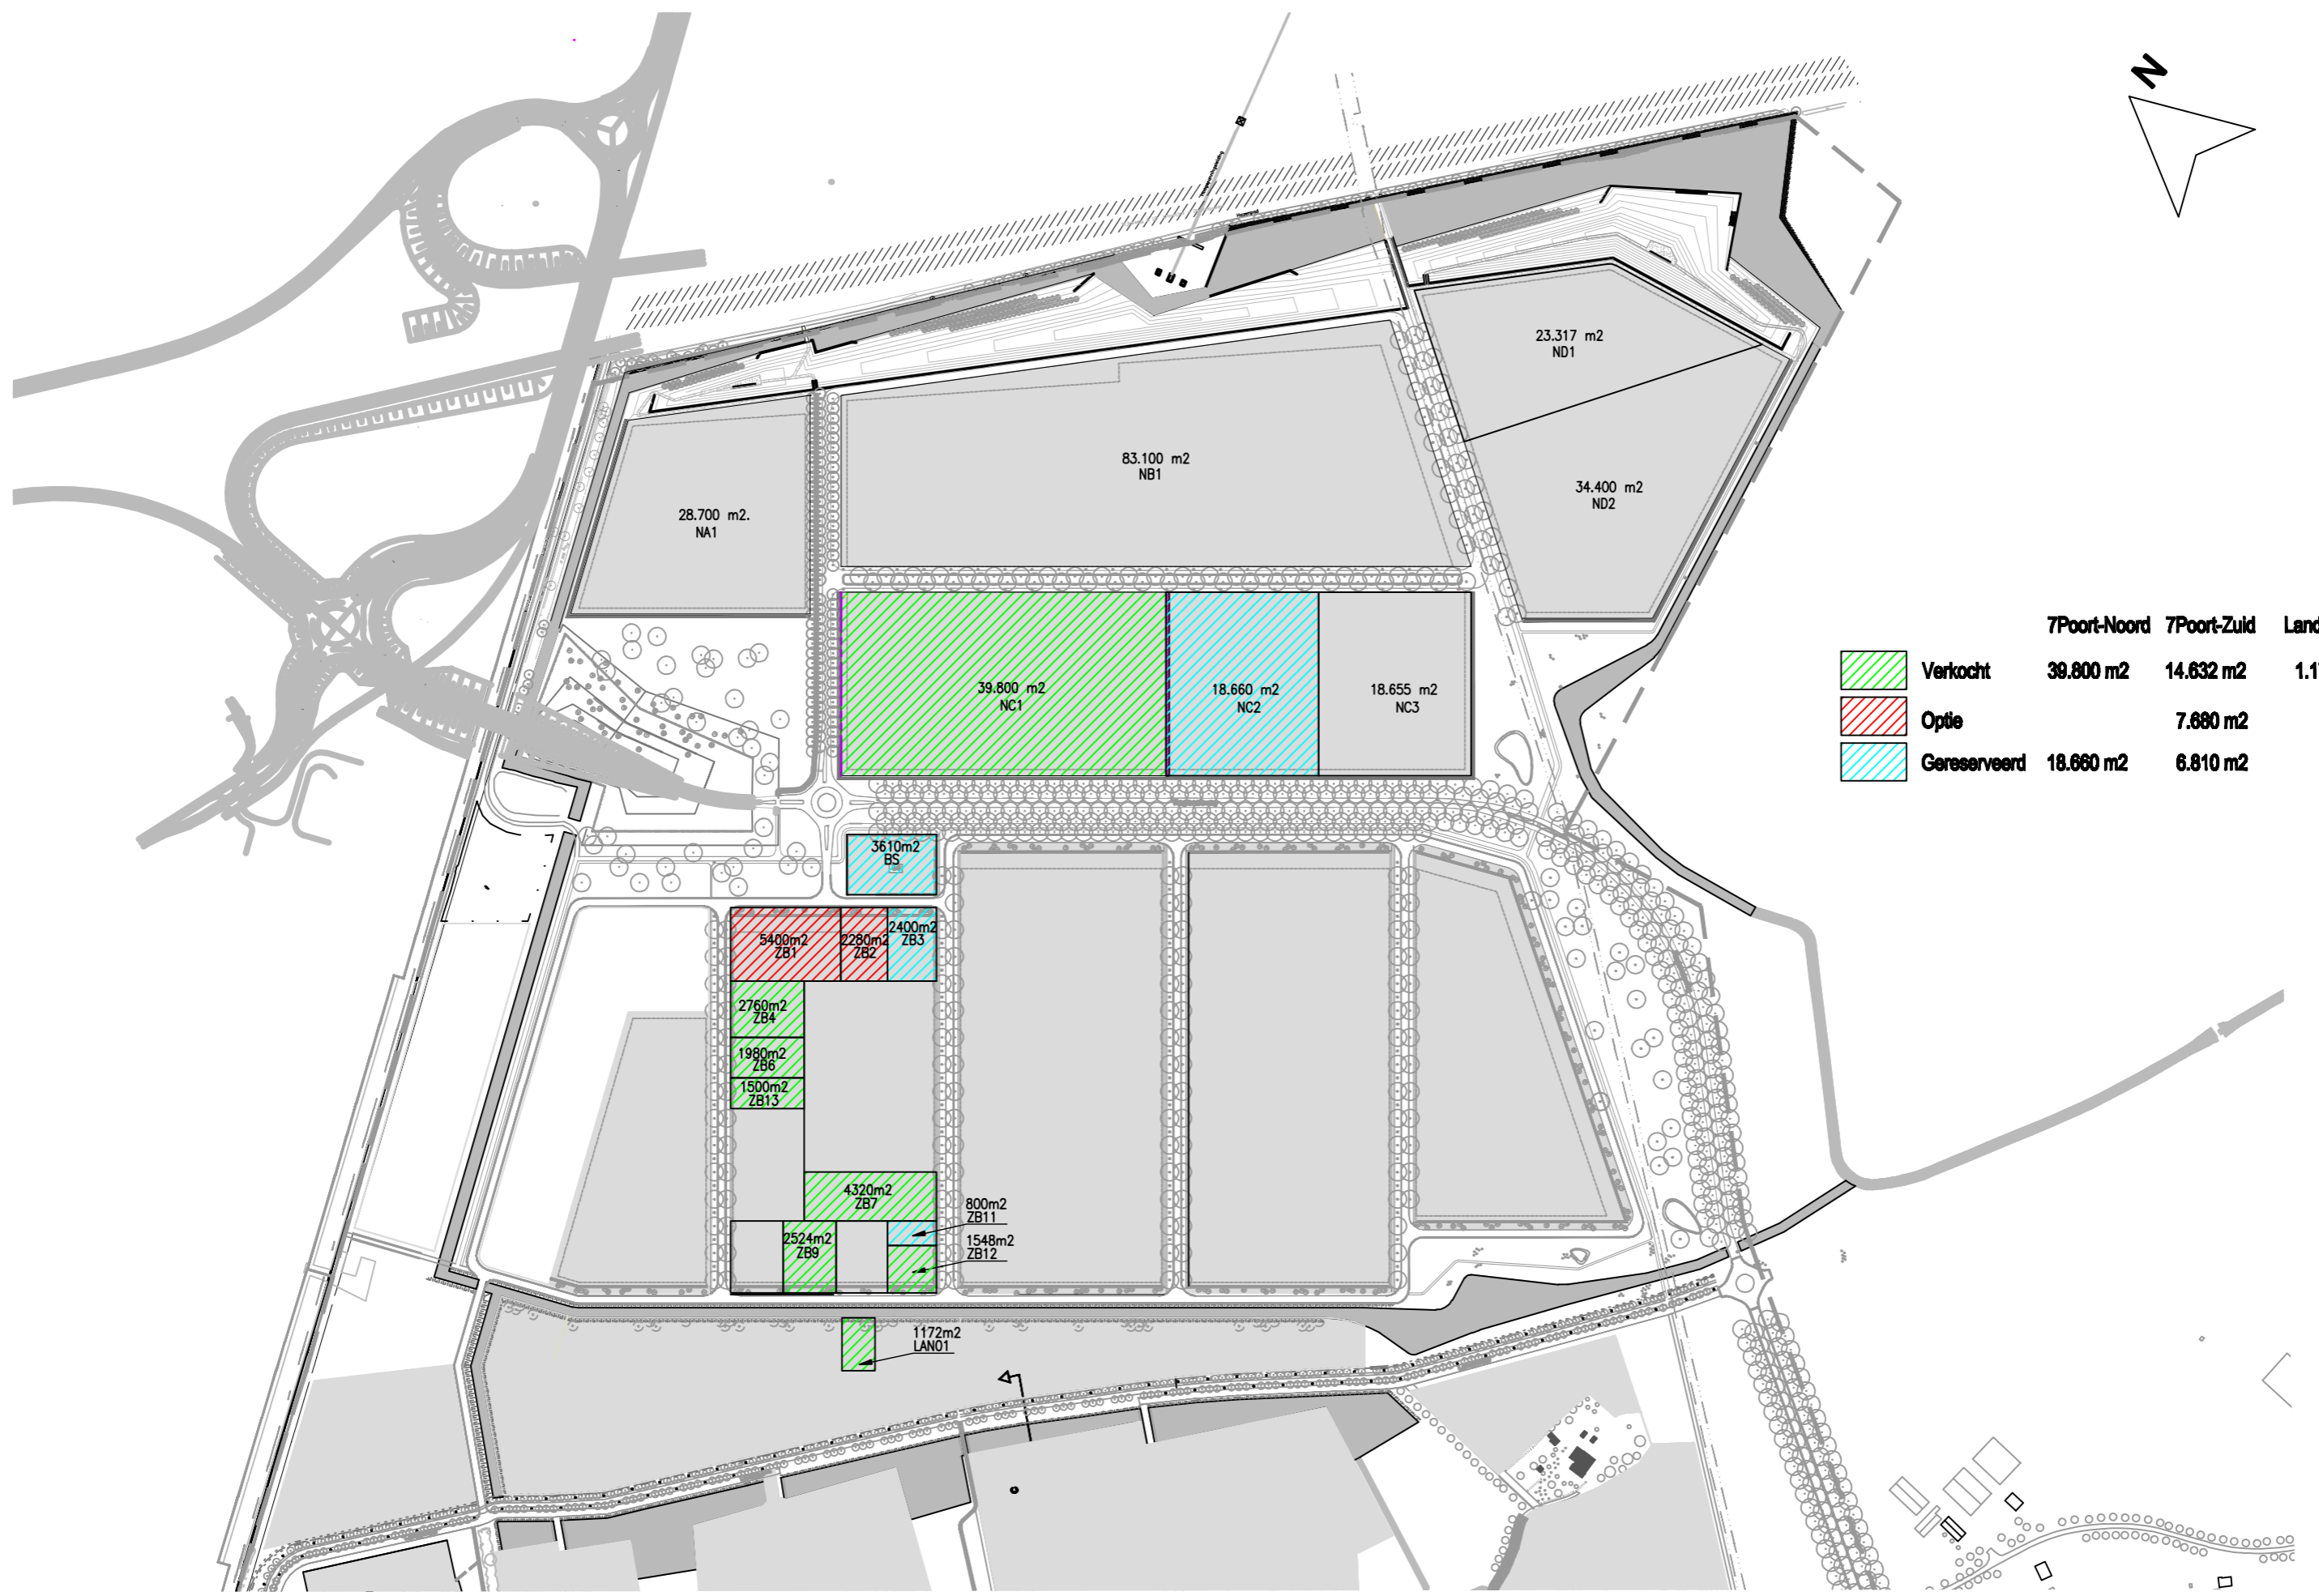 N
23.317 m2
ND1
83.100 m2
NB1
34.400 m2
ND2
28.700 m2.
NA1
7Poort-Noord 7Poort-Zuid Land
Verkocht 39.800 m2 14.632 m2 1.1
Optie 7.680 m2
Gereserveerd 18.660 m2 6.810 m2
39.800 m2
NC1
18.660 m2
NC2
18.655 m2
NC3
3610m2
BS
5400m2
ZB1
2280m2
ZB2
2400m2
ZB3
2760m2
ZB4
1980m2
ZB6
1500m2
ZB13
4320m2
ZB7
800m2
ZB11
2524m2
ZB9
1548m2
ZB12
1172m2
LAN01